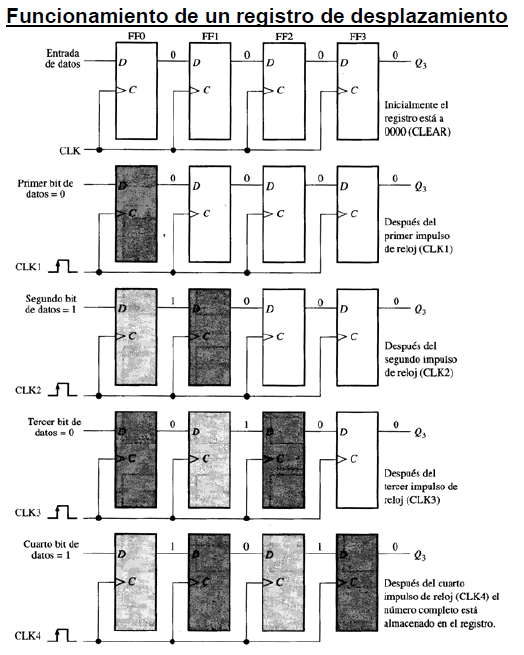 Funcionamiento de un registro de desplazamiento
FF0 FF1 FF2 FF3
Entrada
de datos
D 0 D 0 D 0 D 0 Q3
C C C C
CLK
Inicialmente el
registro está a
0000 (CLEAR)
Primer bit de
datos = 0
D 0 D 0 D 0 D 0 Q3
C C C C
CLK1
Después del
primer impulso
de reloj (CLK1)
Segundo bit
de datos = 1
D 1 D 0 D 0 D 0 Q3
C C C C
CLK2
Después del
segundo impulso
de reloj (CLK2)
Tercer bit de
datos = 0
D 0 D 1 D 0 D 0 Q3
C C C C
CLK3
Después del
tercer impulso de
reloj (CLK3)
Cuarto bit de
datos = 1
D 1 D 0 D 1 D 0 Q3
C C C C
CLK4
Después del cuarto
impulso de reloj (CLK4) el
número completo está
almacenado en el registro.